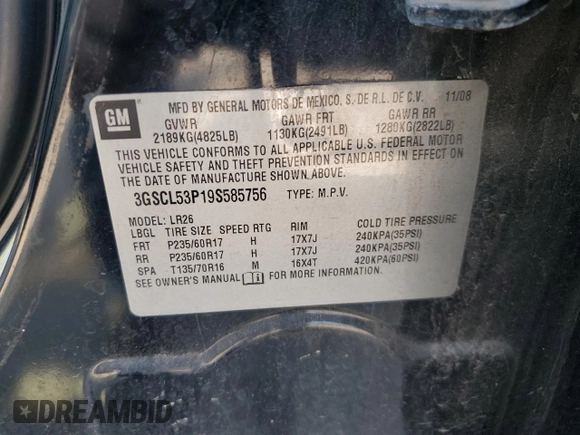 GM
MFD BY GENERAL MOTORS DE MEXICO, S. DE R.L. DE C.V. 11/08
GVWR GAWR FRT GAWR RR
2189KG(4825LB) 1130KG(2491LB) 1280KG(2822LB)
THIS VEHICLE CONFORMS TO ALL APPLICABLE U.S. FEDERAL MOTOR
VEHICLE SAFETY AND THEFT PREVENTION STANDARDS IN EFFECT ON
THE DATE OF MANUFACTURE SHOWN ABOVE.
3GSCL53P19S585756 TYPE: M.P.V.
MODEL: LR26
LBGL TIRE SIZE SPEED RTG RIM COLD TIRE PRESSURE
FRT P235/60R17 H 17X7J 240KPA(35PSI)
RR P235/60R17 H 17X7J 240KPA(35PSI)
SPA T135/70R16 M 16X4T 420KPA(60PSI)
SEE OWNER'S MANUAL FOR MORE INFORMATION.
DREAMBID